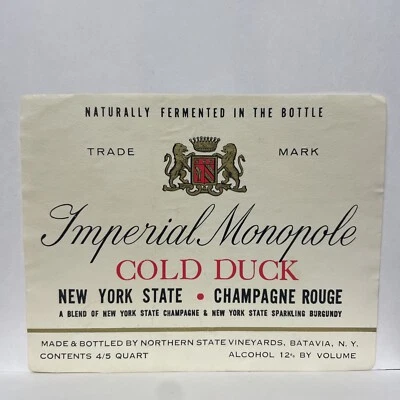 NATURALLY FERMENTED IN THE BOTTLE
TRADE MARK
Imperial Monopole
COLD DUCK
NEW YORK STATE • CHAMPAGNE ROUGE
A BLEND OF NEW YORK STATE CHAMPAGNE & NEW YORK STATE SPARKLING BURGUNDY
MADE & BOTTLED BY NORTHERN STATE VINEYARDS, BATAVIA, N. Y.
CONTENTS 4/5 QUART ALCOHOL 12% BY VOLUME